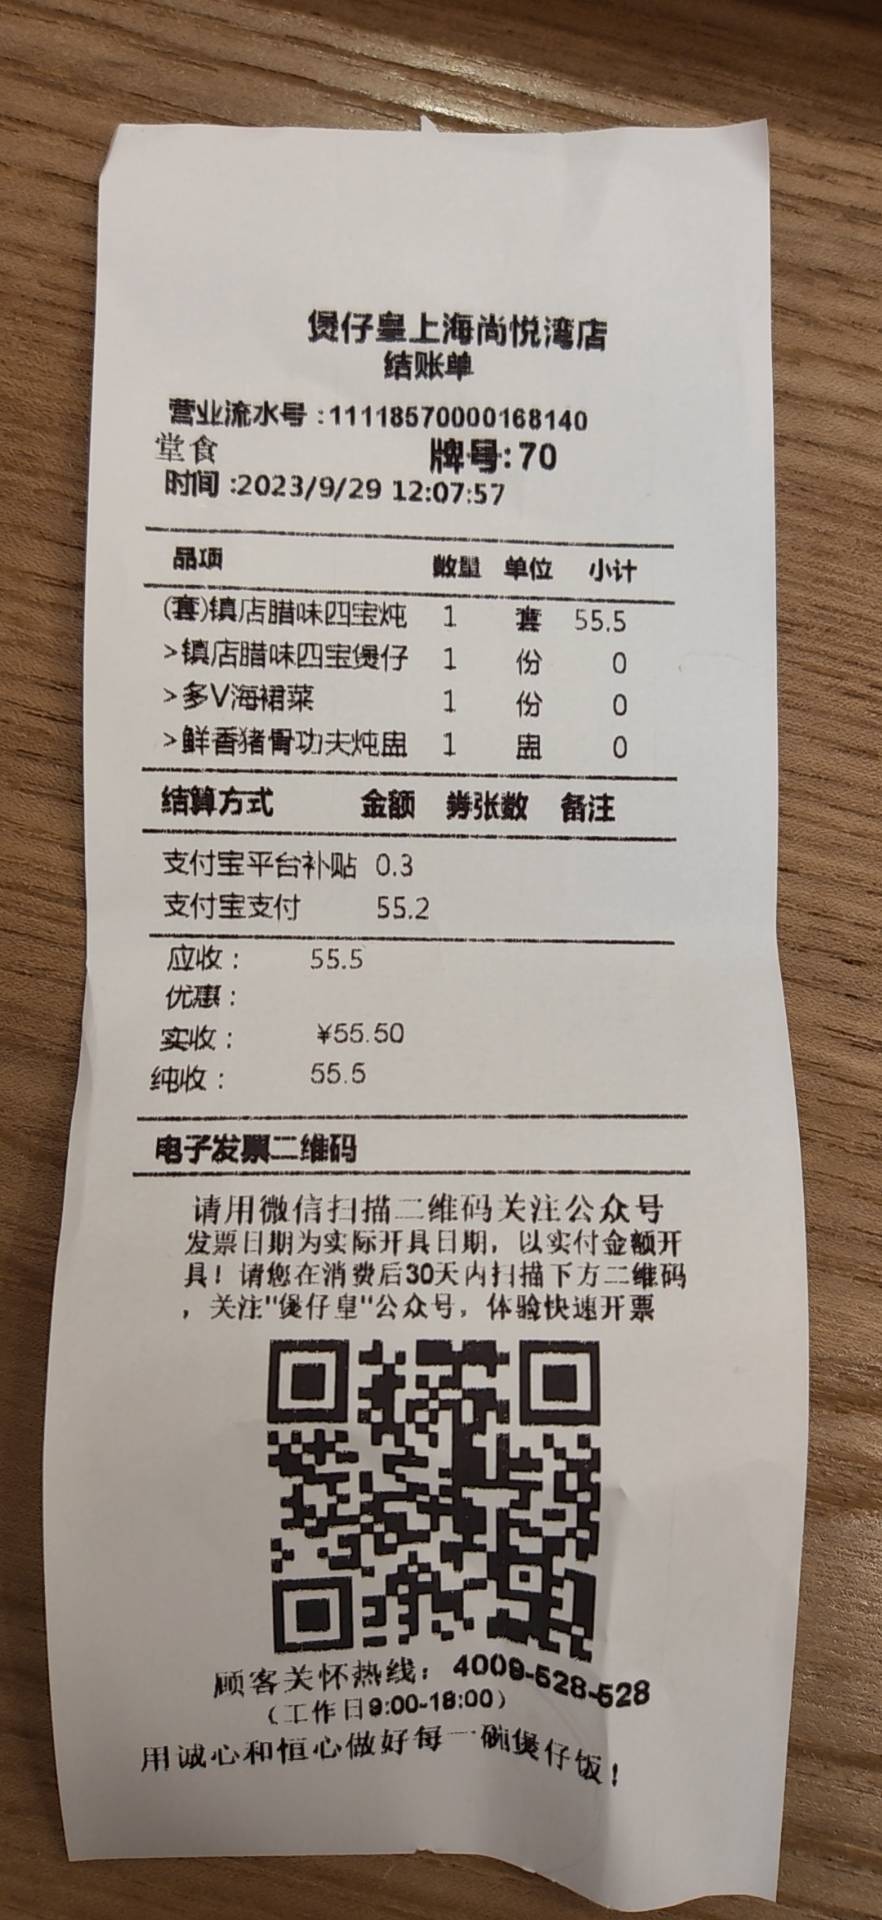 煲仔皇上海尚悦湾店
结账单
营业流水号:11118570000168140
堂食 牌号:70
时间:2023/9/29 12:07:57
品项 数量 单位 小计
(套)镇店腊味四宝炖 1 套 55.5
>镇店腊味四宝煲仔 1 份 0
>多V海裙菜 1 份 0
>鲜香猪骨功夫炖盅 1 盅 0
结算方式 金额 券张数 备注
支付宝平台补贴 0.3
支付宝支付 55.2
应收： 55.5
优惠：
实收： ¥55.50
纯收： 55.5
电子发票二维码
请用微信扫描二维码关注公众号
发票日期为实际开具日期，以实付金额开
具！请您在消费后30天内扫描下方二维码
，关注"煲仔皇"公众号，体验快速开票
顾客关怀热线：4009-528-528
（工作日9:00-18:00）
用诚心和恒心做好每一碗煲仔饭！